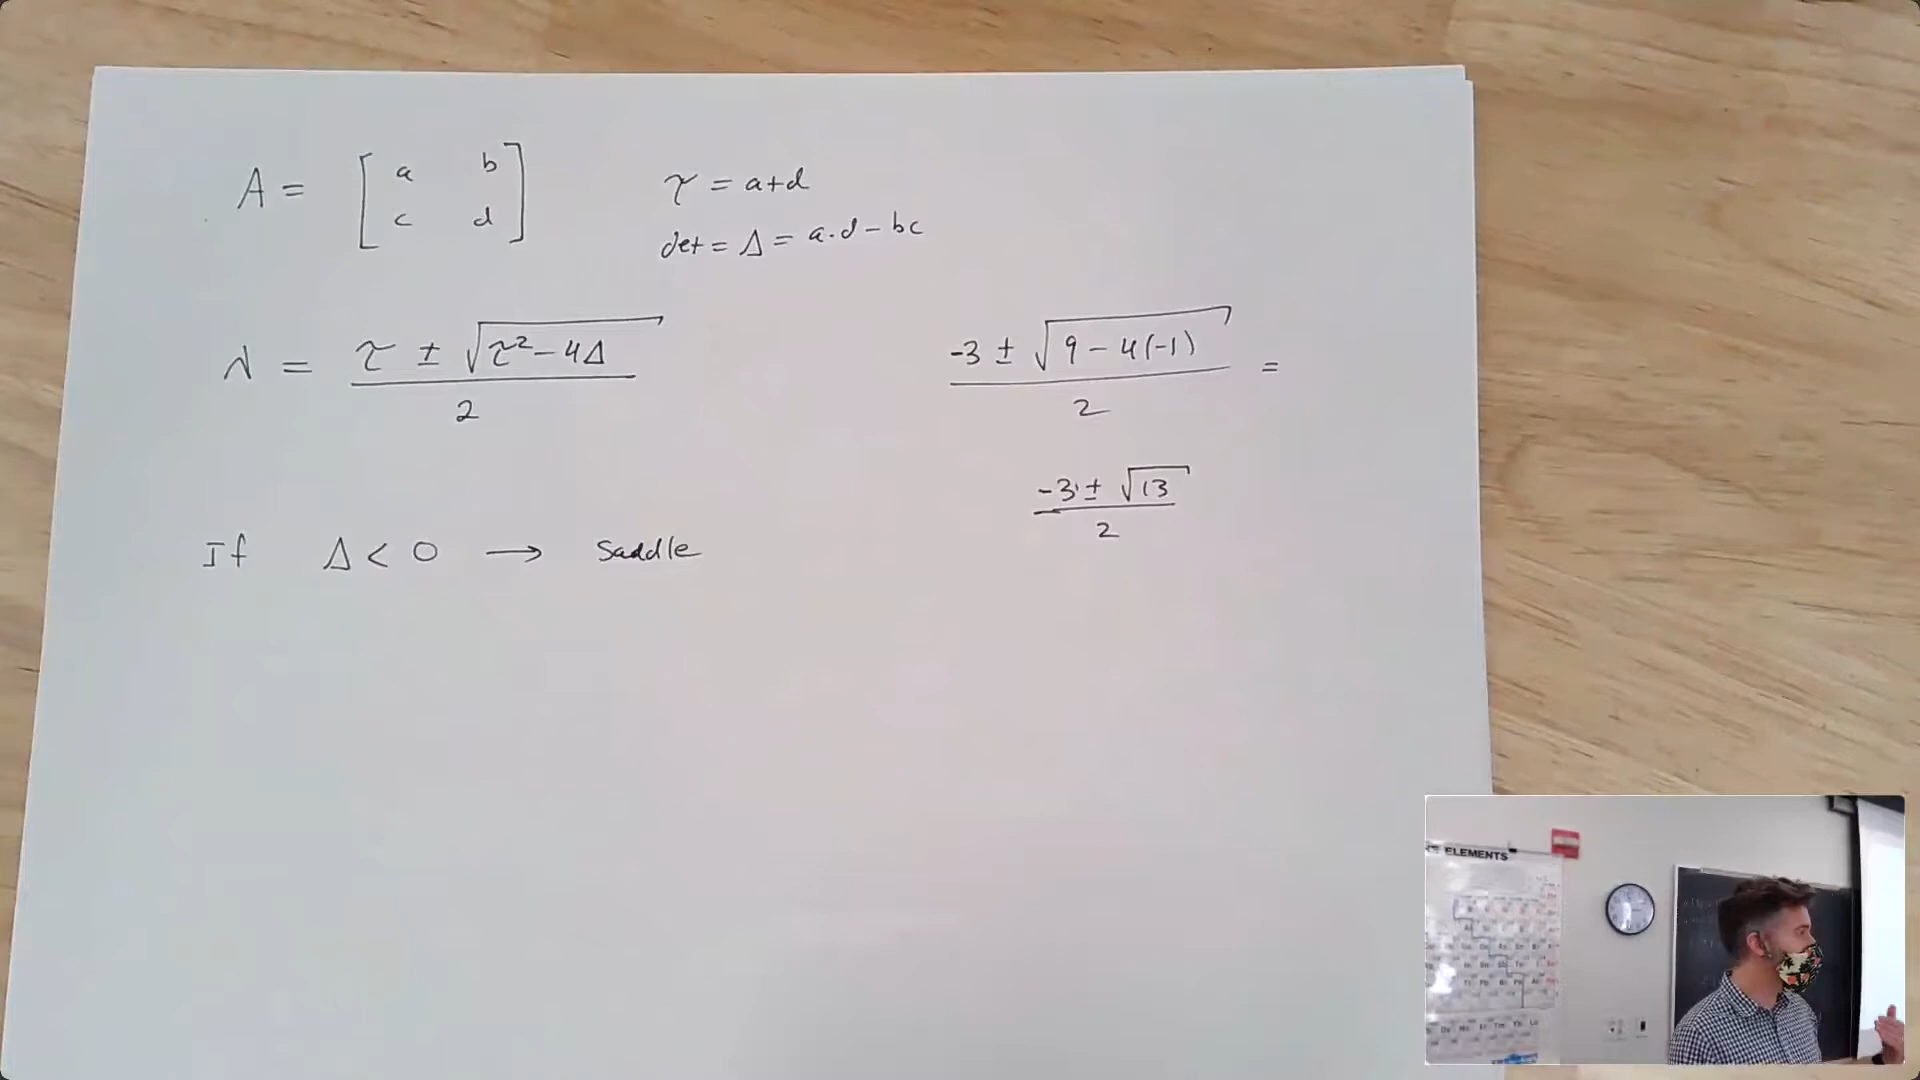 A = [ a b
c d ]
τ = a+d
det = Δ = a·d - bc
λ = τ ± √τ² - 4Δ
2
-3 ± √9 - 4(-1) =
2
-3 ± √13
2
If Δ < 0 → Saddle
ELEMENTS